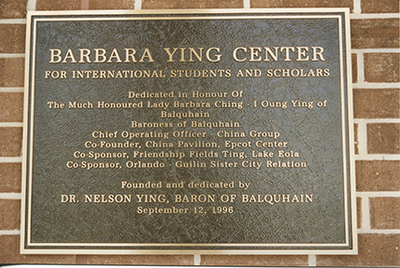 BARBARA YING CENTER
FOR INTERNATIONAL STUDENTS AND SCHOLARS
Dedicated in Honour Of
The Much Honoured Lady Barbara Ching - I Oung Ying of
Balquhain
Baroness of Balquhain
Chief Operating Officer - China Group
Co-Founder, China Pavilion, Epcot Center
Co-Sponsor, Friendship Fields Ting, Lake Eola
Co-Sponsor, Orlando - Guilin Sister City Relation
Founded and dedicated by
DR. NELSON YING, BARON OF BALQUHAIN
September 12, 1996